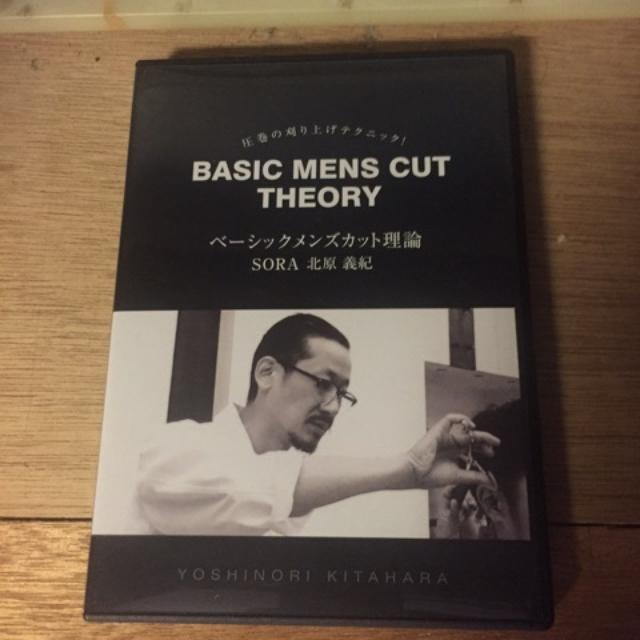 圧巻の刈り上げテクニック!
BASIC MENS CUT
THEORY
ベーシックメンズカット理論
SORA 北原 義紀
YOSHINORI KITAHARA